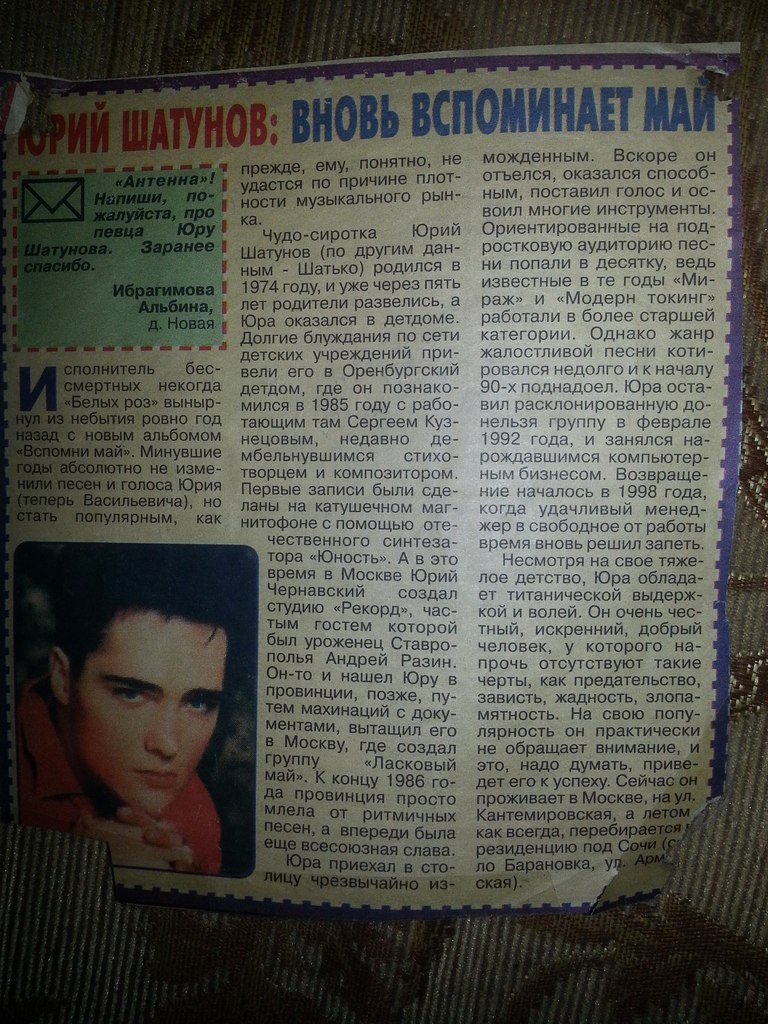 ЮРИЙ ШАТУНОВ: ВНОВЬ ВСПОМИНАЕТ МАЙ
«Антенна»!
Напиши, по-
жалуйста, про
певца Юру
Шатунова. Заранее
спасибо.
Ибрагимова
Альбина,
д. Новая
Исполнитель бес-
смертных некогда
«Белых роз» выныр-
нул из небытия ровно год
назад с новым альбомом
«Вспомни май». Минувшие
годы абсолютно не изме-
нили песен и голоса Юрия
(теперь Васильевича), но
стать популярным, как
прежде, ему, понятно, не
удастся по причине плот-
ности музыкального рын-
ка.
Чудо-сиротка Юрий
Шатунов (по другим дан-
ным - Шатько) родился в
1974 году, и уже через пять
лет родители развелись, а
Юра оказался в детдоме.
Долгие блуждания по сети
детских учреждений при-
вели его в Оренбургский
детдом, где он познако-
мился в 1985 году с рабо-
тающим там Сергеем Куз-
нецовым, недавно де-
мбельнувшимся стихо-
творцем и композитором.
Первые записи были сде-
ланы на катушечном маг-
нитофоне с помощью оте-
чественного синтеза-
тора «Юность». А в это
время в Москве Юрий
Чернавский создал
студию «Рекорд», час-
тым гостем которой
был уроженец Ставро-
полья Андрей Разин.
Он-то и нашел Юру в
провинции, позже, пу-
тем махинаций с доку-
ментами, вытащил его
в Москву, где создал
группу «Ласковый
май». К концу 1986 го-
да провинция просто
млела от ритмичных
песен, а впереди была
еще всесоюзная слава.
Юра приехал в сто-
лицу чрезвычайно из-
можденным. Вскоре он
отъелся, оказался способ-
ным, поставил голос и ос-
воил многие инструменты.
Ориентированные на под-
ростковую аудиторию пес-
ни попали в десятку, ведь
известные в те годы «Ми-
раж» и «Модерн токинг»
работали в более старшей
категории. Однако жанр
жалостливой песни коти-
ровался недолго и к началу
90-х поднадоел. Юра оста-
вил расклонированную до-
нельзя группу в феврале
1992 года, и занялся на-
рождавшимся компьютер-
ным бизнесом. Возвраще-
ние началось в 1998 года,
когда удачливый менед-
жер в свободное от работы
время вновь решил запеть.
Несмотря на свое тяже-
лое детство, Юра облада-
ет титанической выдерж-
кой и волей. Он очень чес-
тный, искренний, добрый
человек, у которого на-
прочь отсутствуют такие
черты, как предательство,
зависть, жадность, злопа-
мятность. На свою попу-
лярность он практически
не обращает внимание, и
это, надо думать, приве-
дет его к успеху. Сейчас он
проживает в Москве, на ул.
Кантемировская, а летом
как всегда, перебирается
резиденцию под Сочи (с
ло Барановка, ул. Арм
ская).